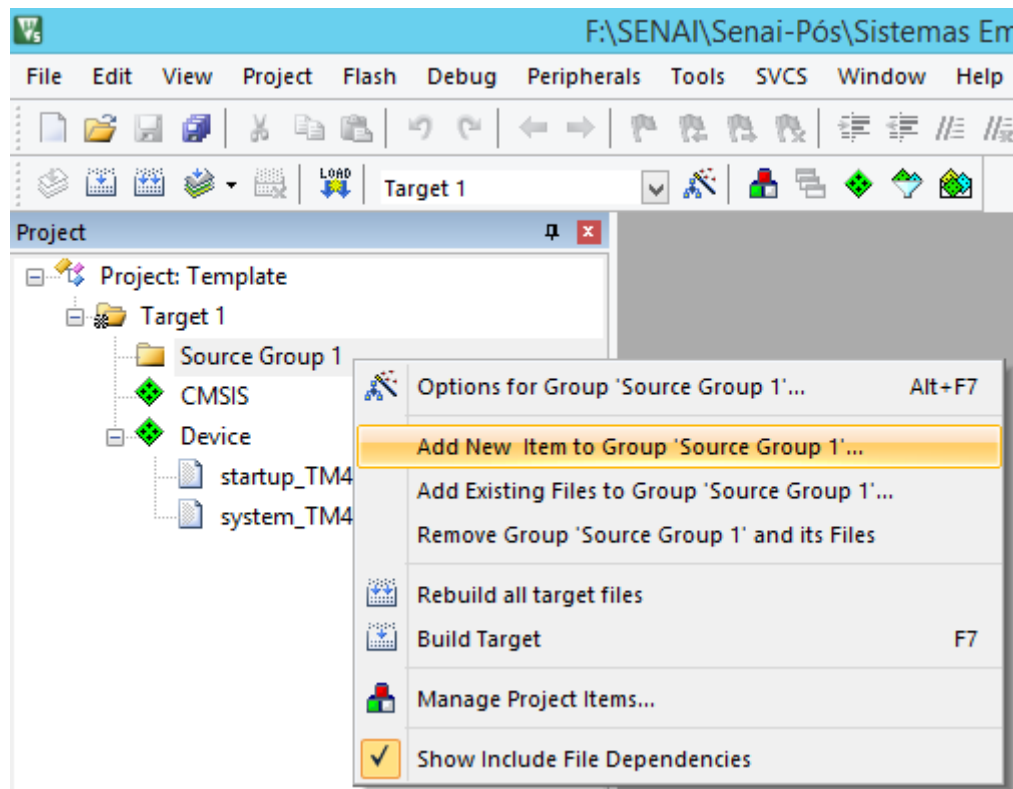 F:\SENAI\Senai-Pós\Sistemas Em
File Edit View Project Flash Debug Peripherals Tools SVCS Window Help
LOAD
Target 1
Project
Project: Template
Target 1
Source Group 1
CMSIS
Device
startup_TM4
system_TM4
Options for Group 'Source Group 1'... Alt+F7
Add New Item to Group 'Source Group 1'...
Add Existing Files to Group 'Source Group 1'...
Remove Group 'Source Group 1' and its Files
Rebuild all target files
Build Target F7
Manage Project Items...
Show Include File Dependencies